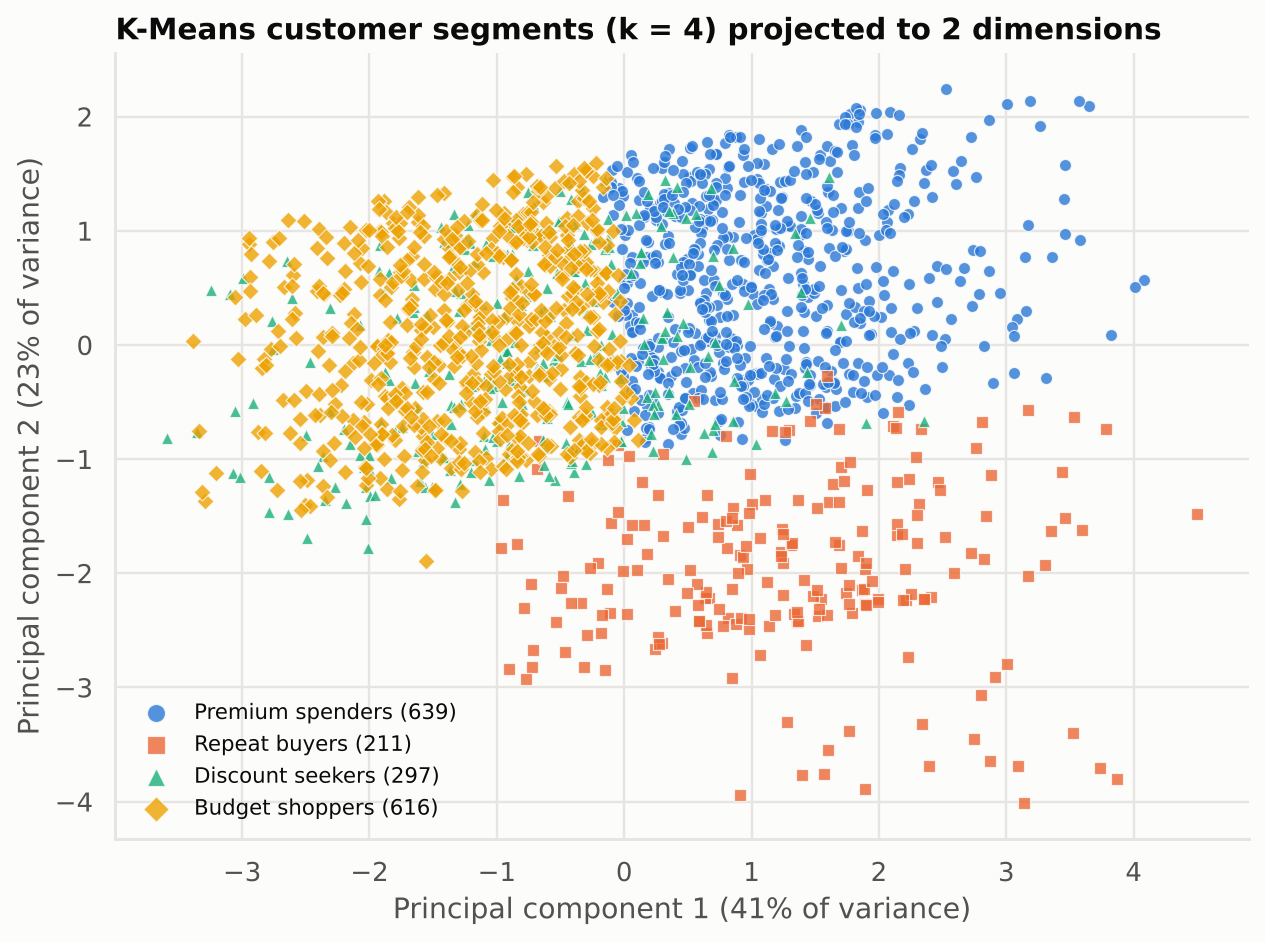 K-Means customer segments (k = 4) projected to 2 dimensions
Principal component 2 (23% of variance)
2
1
0
−1
−2
−3
−4
Premium spenders (639)
Repeat buyers (211)
Discount seekers (297)
Budget shoppers (616)
−3 −2 −1 0 1 2 3 4
Principal component 1 (41% of variance)